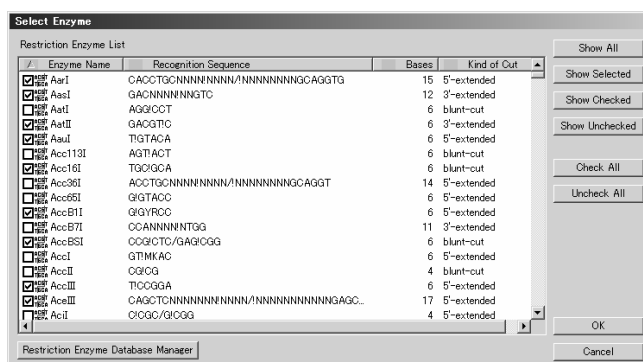 Select Enzyme
Restriction Enzyme List
Enzyme Name Recognition Sequence Bases Kind of Cut
AarI CACCTGCNNNN!NNNN/!NNNNNNNNGCAGGTG 15 5'-extended
AasI GACNNNN!NNGTC 12 3'-extended
AatI AGG!CCT 6 blunt-cut
AatII GACGT!C 6 3'-extended
AauI T!GTACA 6 5'-extended
Acc113I AGT!ACT 6 blunt-cut
Acc16I TGC!GCA 6 blunt-cut
Acc36I ACCTGCNNNN!NNNN/!NNNNNNNNGCAGGT 14 5'-extended
Acc65I G!GTACC 6 5'-extended
AccB1I G!GYRCC 6 5'-extended
AccB7I CCANNNN!NTGG 11 3'-extended
AccBSI CCG!CTC/GAG!CGG 6 blunt-cut
AccI GT!MKAC 6 5'-extended
AccII CG!CG 4 blunt-cut
AccIII T!CCGGA 6 5'-extended
AceIII CAGCTCNNNNNNN!NNNN/!NNNNNNNNNNNGAGC... 17 5'-extended
AciI C!CGC/G!CGG 4 5'-extended
Restriction Enzyme Database Manager
Show All
Show Selected
Show Checked
Show Unchecked
Check All
Uncheck All
OK
Cancel